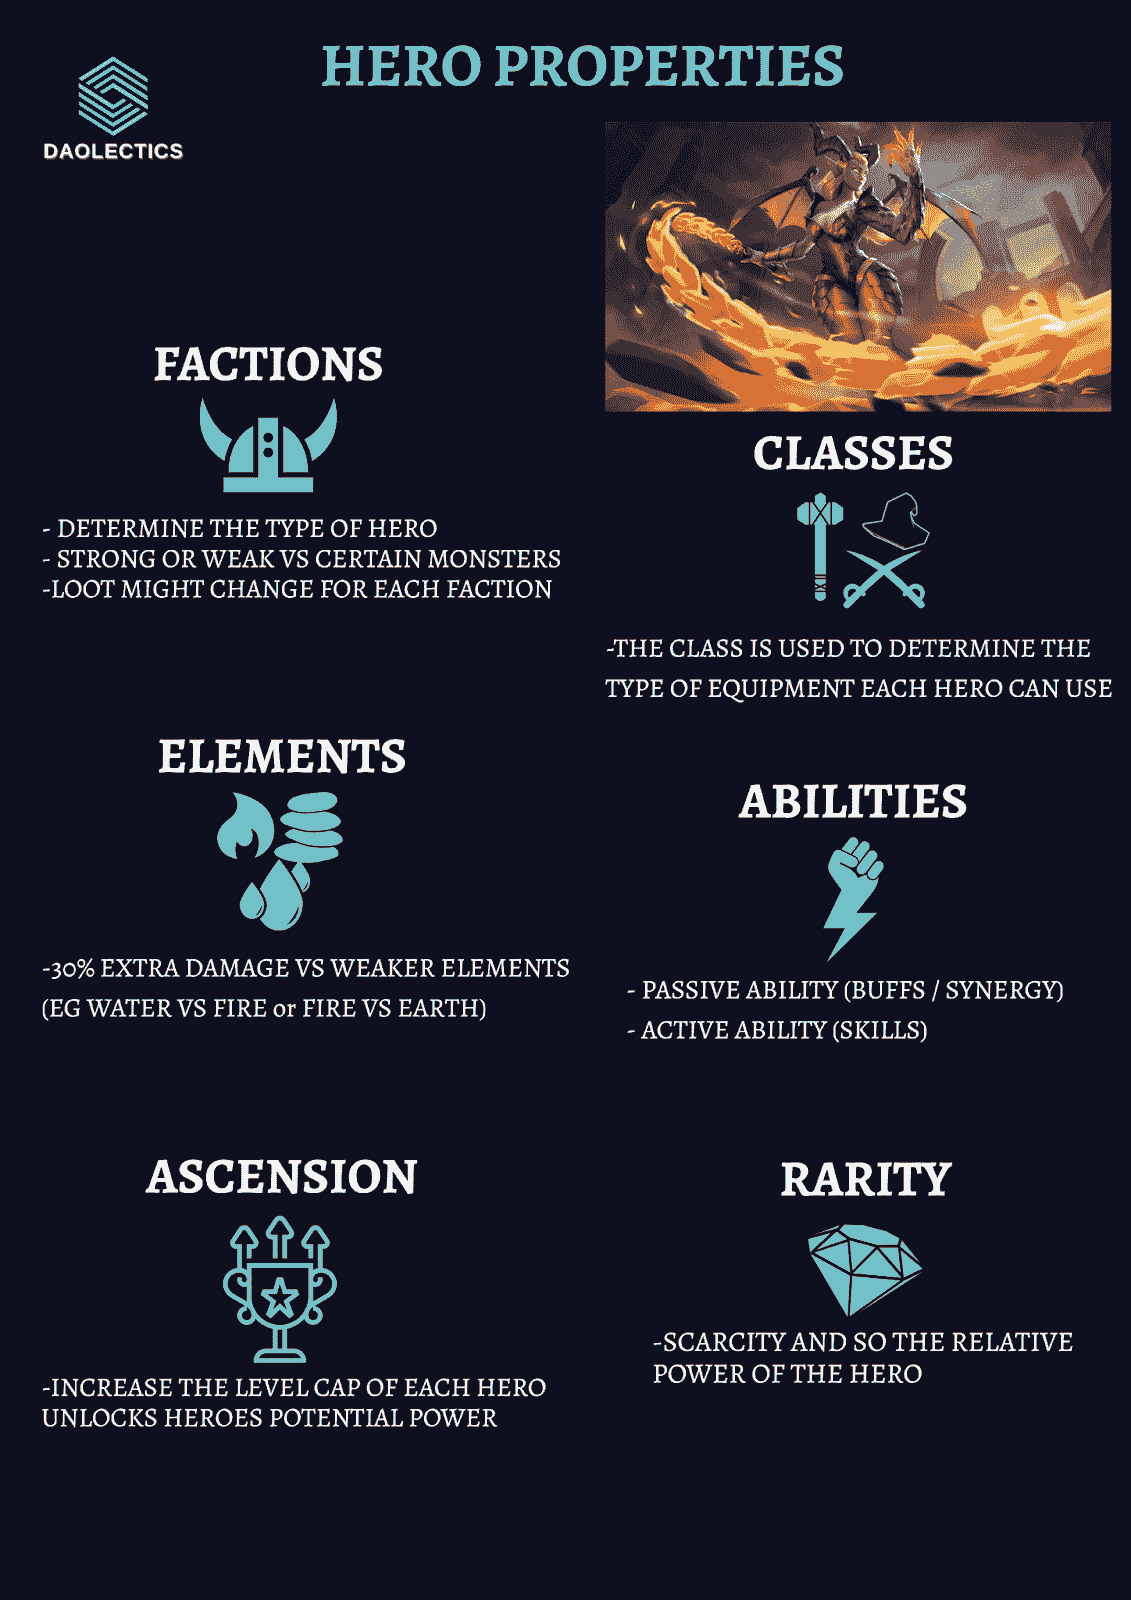 HERO PROPERTIES
DAOLECTICS
FACTIONS
- DETERMINE THE TYPE OF HERO
- STRONG OR WEAK VS CERTAIN MONSTERS
-LOOT MIGHT CHANGE FOR EACH FACTION
CLASSES
-THE CLASS IS USED TO DETERMINE THE
TYPE OF EQUIPMENT EACH HERO CAN USE
ELEMENTS
-30% EXTRA DAMAGE VS WEAKER ELEMENTS
(EG WATER VS FIRE or FIRE VS EARTH)
ABILITIES
- PASSIVE ABILITY (BUFFS / SYNERGY)
- ACTIVE ABILITY (SKILLS)
ASCENSION
-INCREASE THE LEVEL CAP OF EACH HERO
UNLOCKS HEROES POTENTIAL POWER
RARITY
-SCARCITY AND SO THE RELATIVE
POWER OF THE HERO